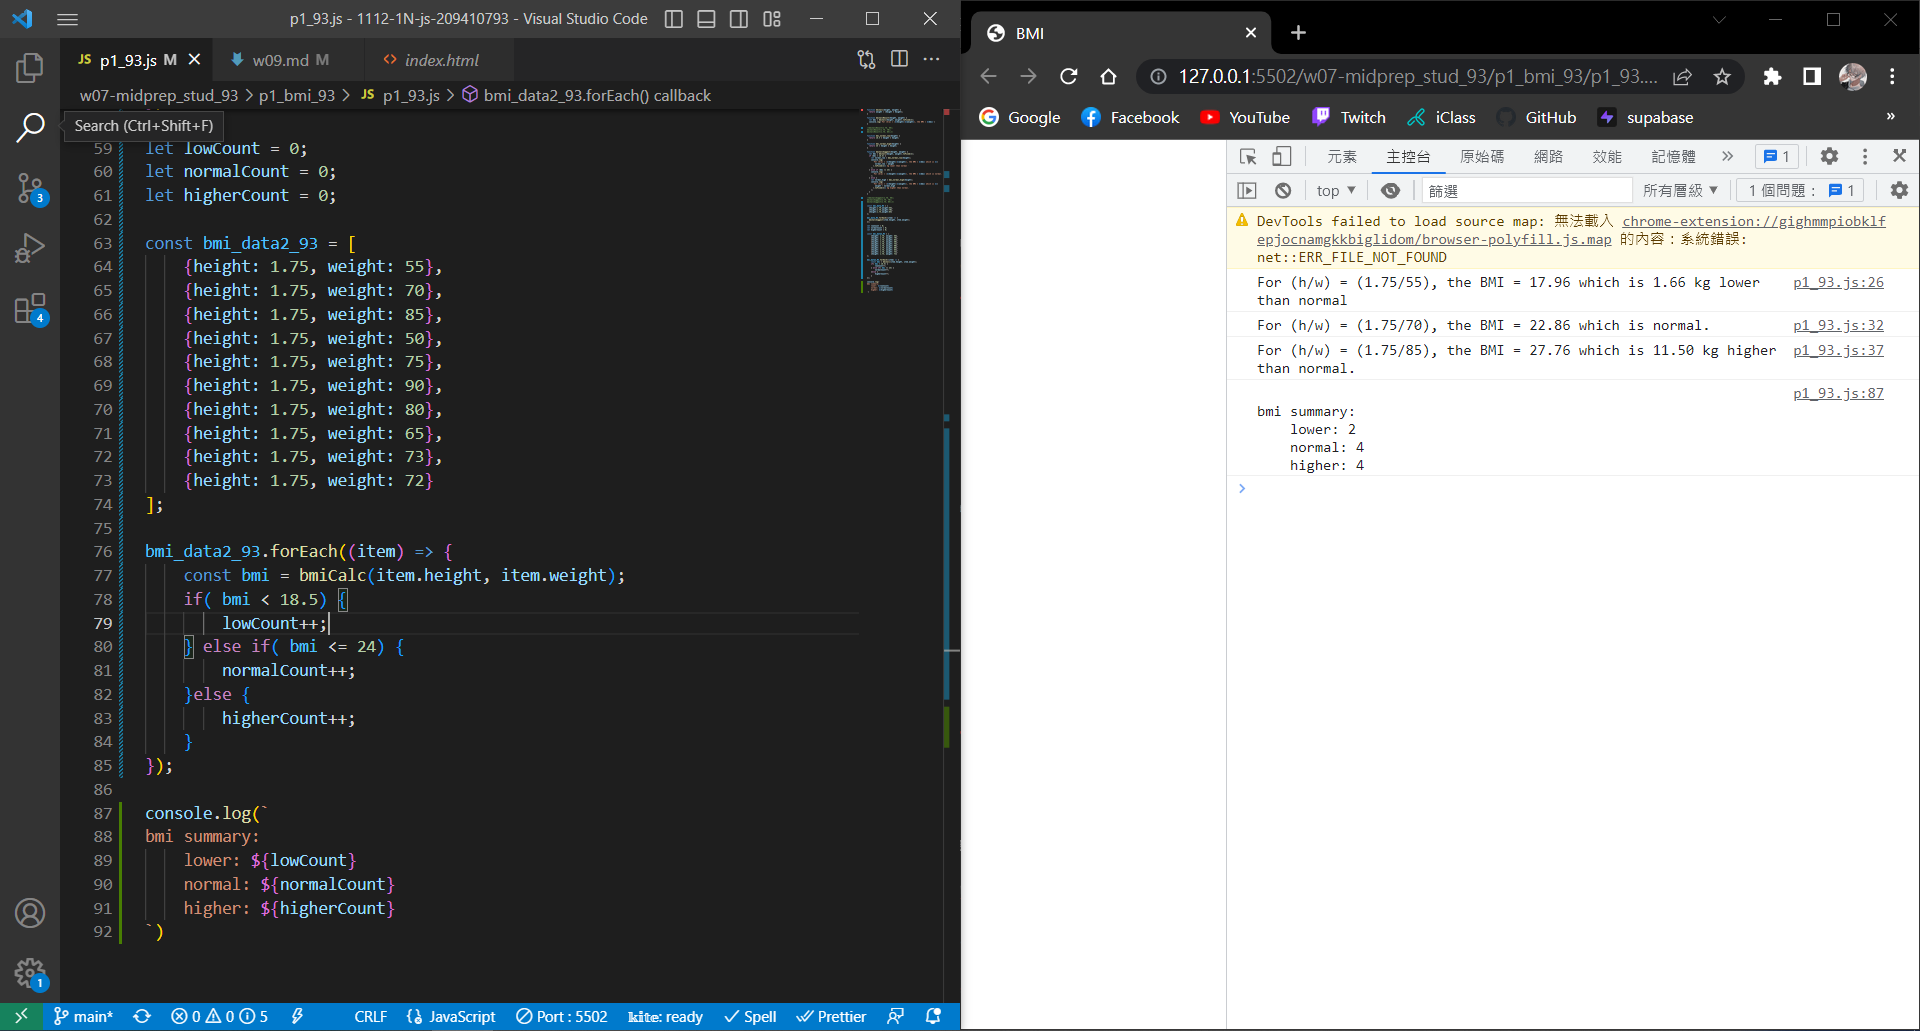 p1_93.js - 1112-1N-js-209410793 - Visual Studio Code
JS p1_93.js M
w09.md M
index.html
w07-midprep_stud_93 > p1_bmi_93 > JS p1_93.js > bmi_data2_93.forEach() callback
Search (Ctrl+Shift+F)
59 let lowCount = 0;
60 let normalCount = 0;
61 let higherCount = 0;
62
63 const bmi_data2_93 = [
64 {height: 1.75, weight: 55},
65 {height: 1.75, weight: 70},
66 {height: 1.75, weight: 85},
67 {height: 1.75, weight: 50},
68 {height: 1.75, weight: 75},
69 {height: 1.75, weight: 90},
70 {height: 1.75, weight: 80},
71 {height: 1.75, weight: 65},
72 {height: 1.75, weight: 73},
73 {height: 1.75, weight: 72}
74 ];
75
76 bmi_data2_93.forEach((item) => {
77 const bmi = bmiCalc(item.height, item.weight);
78 if( bmi < 18.5) {
79 lowCount++;
80 } else if( bmi <= 24) {
81 normalCount++;
82 }else {
83 higherCount++;
84 }
85 });
86
87 console.log(`
88 bmi summary:
89 lower: ${lowCount}
90 normal: ${normalCount}
91 higher: ${higherCount}
92 `)
3
4
1
main* 0 0 5 CRLF JavaScript Port : 5502 kite: ready Spell Prettier
BMI
127.0.0.1:5502/w07-midprep_stud_93/p1_bmi_93/p1_93....
Google Facebook YouTube Twitch iClass GitHub supabase »
元素 主控台 原始碼 網路 效能 記憶體 » 1
top 篩選 所有層級 1 個問題： 1
DevTools failed to load source map: 無法載入 chrome-extension://gighmmpiobklf
epjocnamgkkbiglidom/browser-polyfill.js.map 的內容：系統錯誤:
net::ERR_FILE_NOT_FOUND
For (h/w) = (1.75/55), the BMI = 17.96 which is 1.66 kg lower p1_93.js:26
than normal
For (h/w) = (1.75/70), the BMI = 22.86 which is normal. p1_93.js:32
For (h/w) = (1.75/85), the BMI = 27.76 which is 11.50 kg higher p1_93.js:37
than normal.
p1_93.js:87
bmi summary:
lower: 2
normal: 4
higher: 4